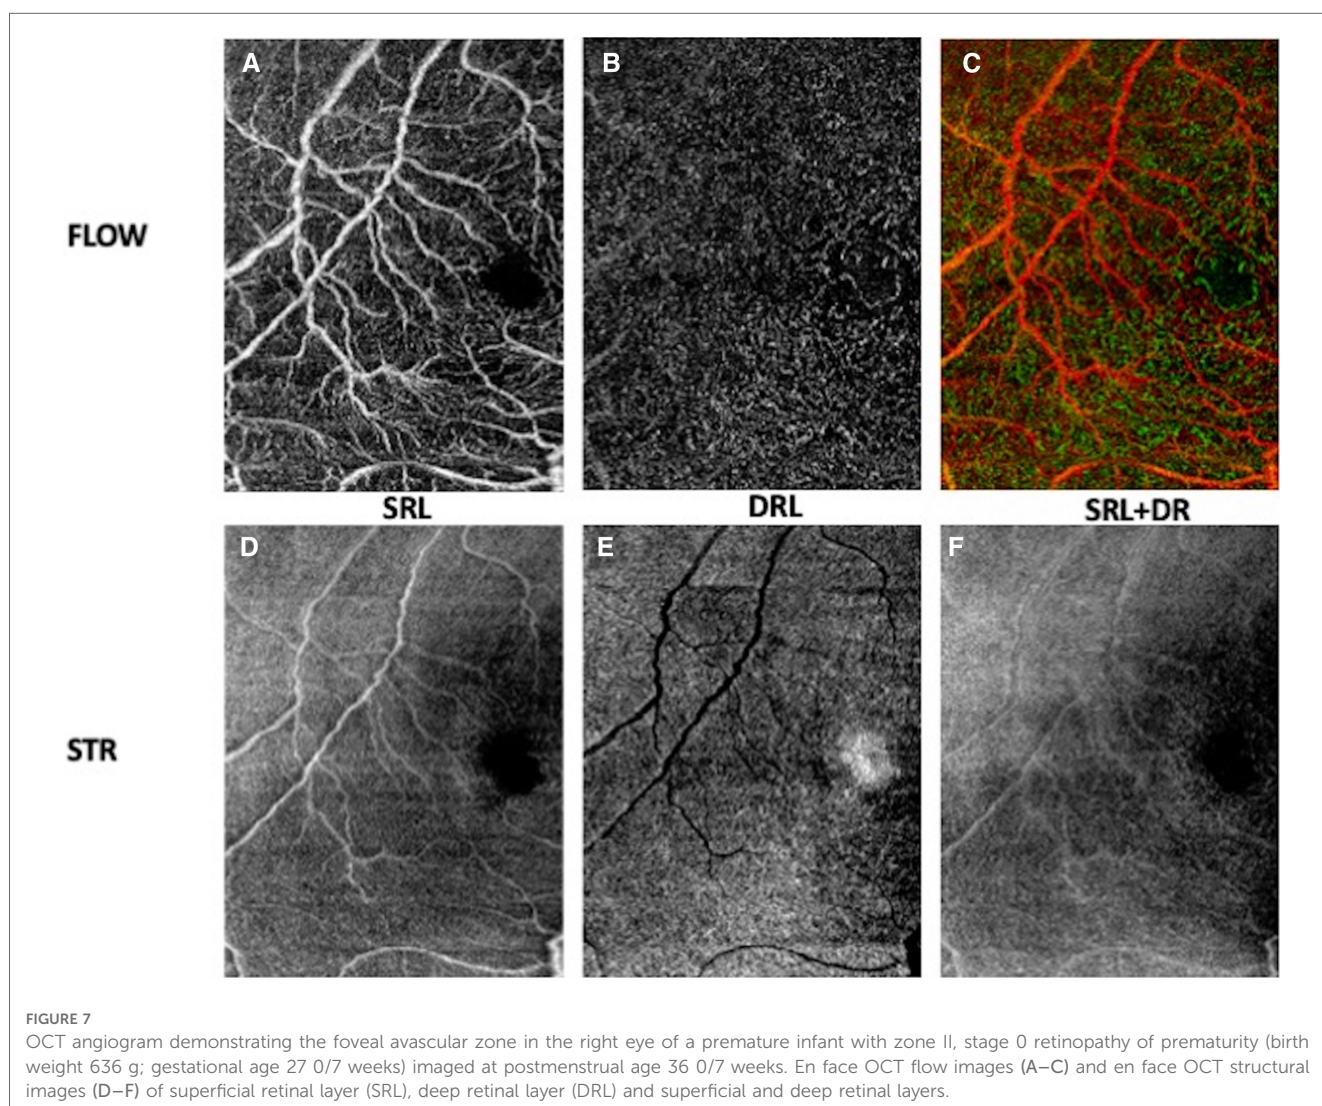 A
B
C
FLOW
SRL
DRL
SRL+DR
D
E
F
STR
FIGURE 7
OCT angiogram demonstrating the foveal avascular zone in the right eye of a premature infant with zone II, stage 0 retinopathy of prematurity (birth
weight 636 g; gestational age 27 0/7 weeks) imaged at postmenstrual age 36 0/7 weeks. En face OCT flow images (A–C) and en face OCT structural
images (D–F) of superficial retinal layer (SRL), deep retinal layer (DRL) and superficial and deep retinal layers.